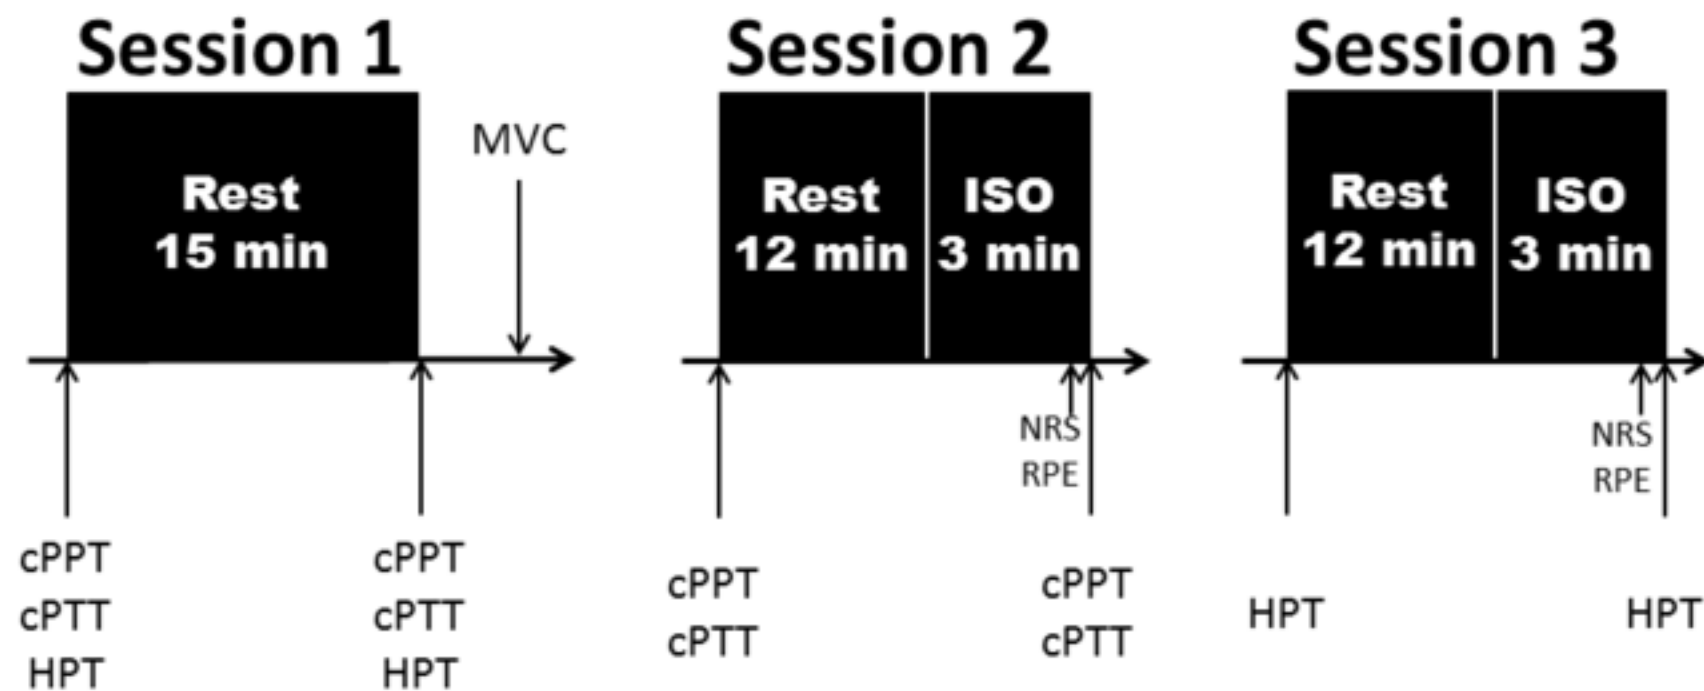 Session 1
MVC
Rest
15 min
cPPT
cPTT
HPT
cPPT
cPTT
HPT
Session 2
Rest
12 min
ISO
3 min
NRS
RPE
cPPT
cPTT
cPPT
cPTT
Session 3
Rest
12 min
ISO
3 min
NRS
RPE
HPT
HPT